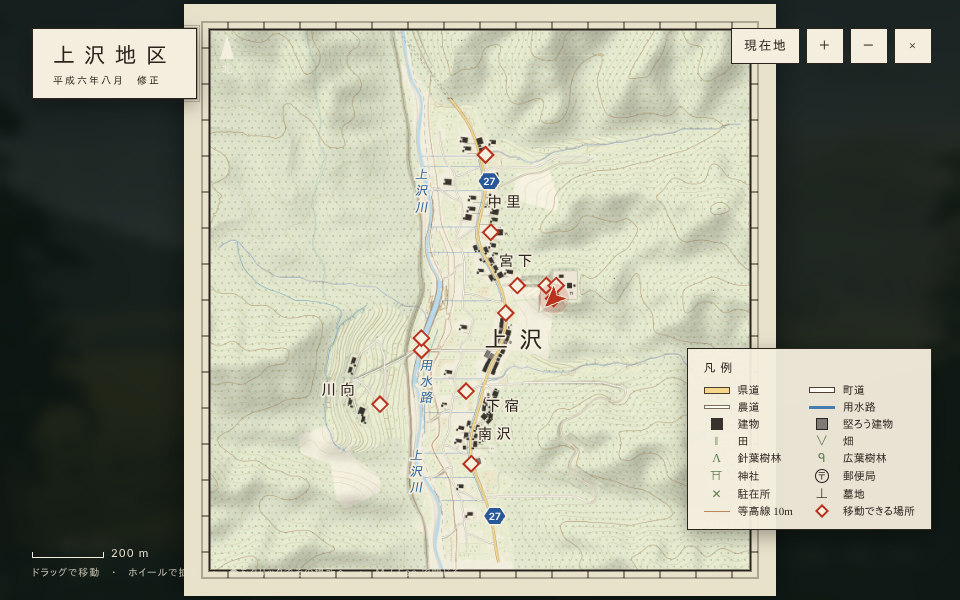 上沢地区
平成六年八月 修正
現在地
+
−
×
上沢川
27
中里
宮下
上沢
用水路
川向
下宿
南沢
上沢川
27
凡例
県道
町道
農道
用水路
建物
堅ろう建物
田
畑
針葉樹林
広葉樹林
神社
郵便局
駐在所
墓地
等高線 10m
移動できる場所
200 m
ドラッグで移動 ・ ホイールで拡